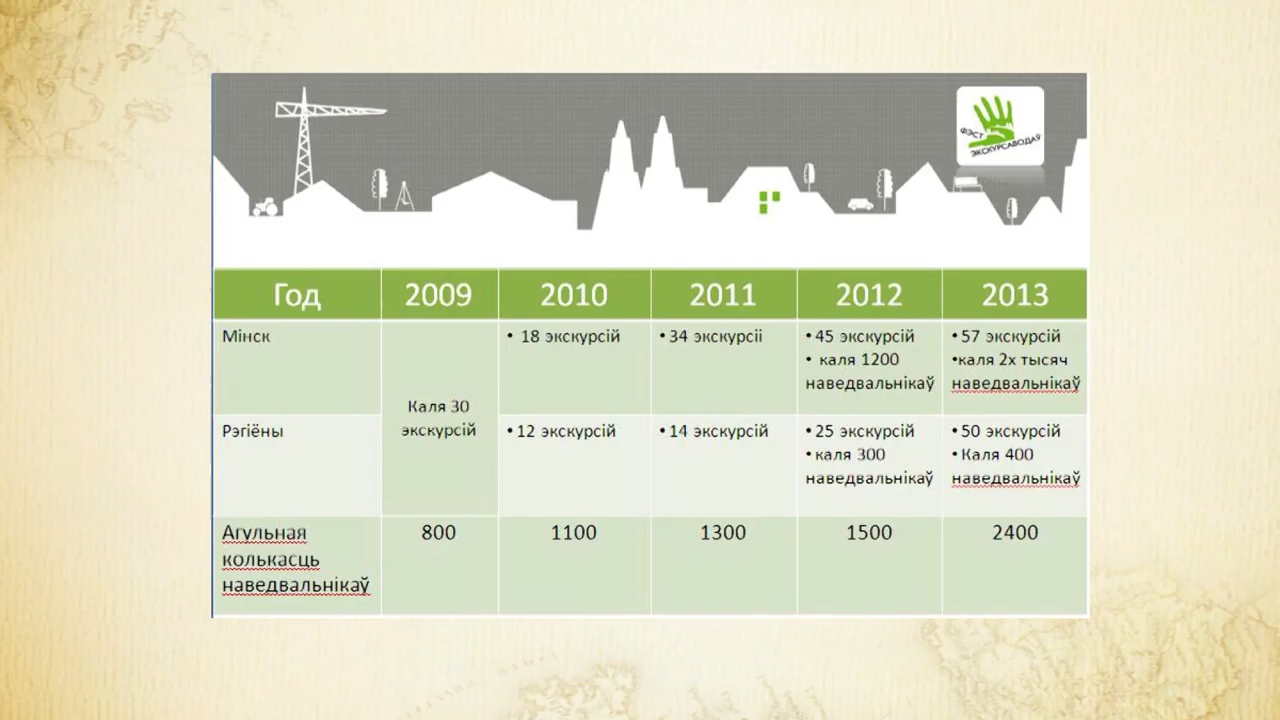 ФЭСТ
ЭКСКУРСАВОДАЎ
Год 2009 2010 2011 2012 2013
Мінск
• 18 экскурсій
• 34 экскурсіі
• 45 экскурсій
• каля 1200
наведвальнікаў
• 57 экскурсій
•каля 2х тысяч
наведвальнікаў
Каля 30
экскурсій
Рэгіёны
• 12 экскурсій
• 14 экскурсій
• 25 экскурсій
• каля 300
наведвальнікаў
• 50 экскурсій
• Каля 400
наведвальнікаў
Агульная
колькасць
наведвальнікаў
800 1100 1300 1500 2400